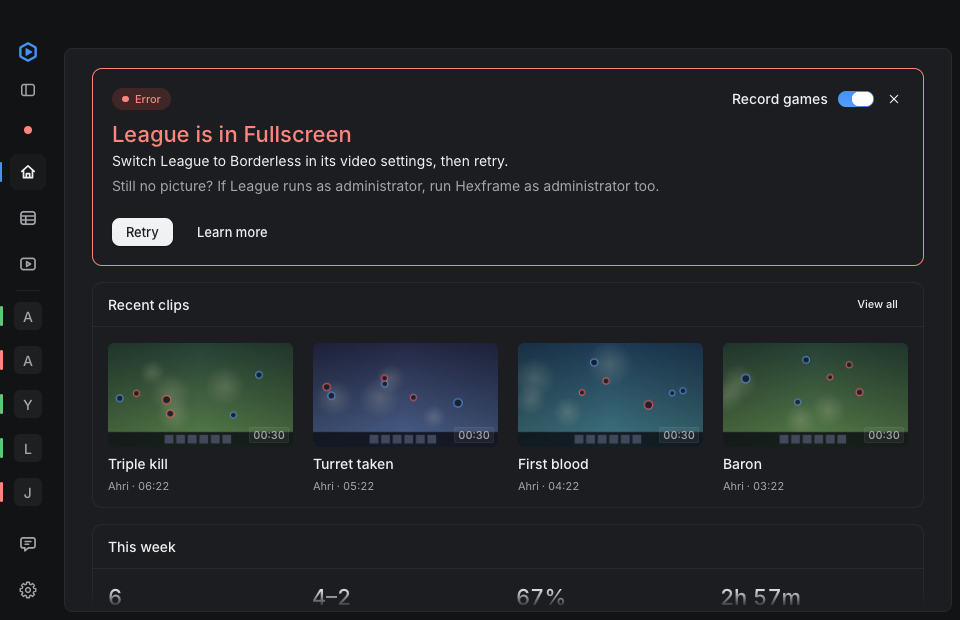 Error
Record games
League is in Fullscreen
Switch League to Borderless in its video settings, then retry.
Still no picture? If League runs as administrator, run Hexframe as administrator too.
Retry
Learn more
Recent clips
View all
A
A
Y
L
J
00:30
00:30
00:30
00:30
Triple kill
Turret taken
First blood
Baron
Ahri · 06:22
Ahri · 05:22
Ahri · 04:22
Ahri · 03:22
This week
6
4–2
67%
2h 57m